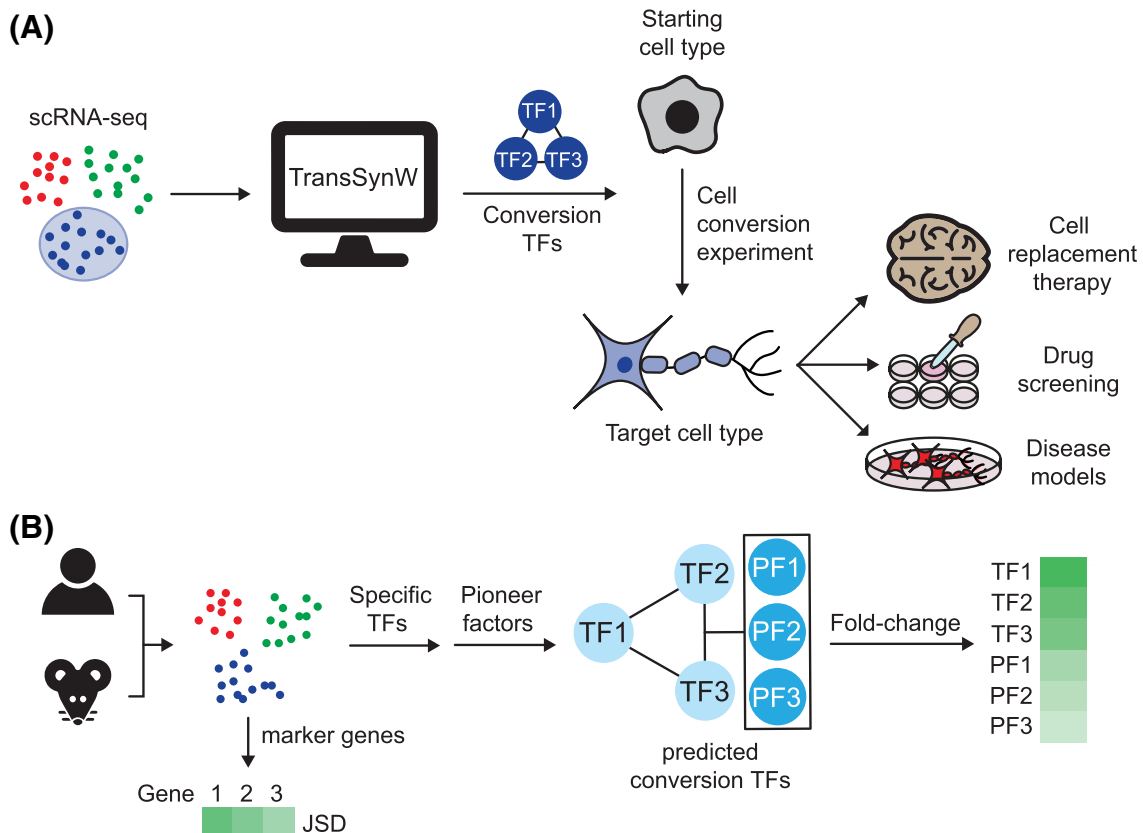 (A)
scRNA-seq
TransSynW
TF1
TF2
TF3
Conversion
TFs
Starting
cell type
Cell
conversion
experiment
Target cell type
Cell
replacement
therapy
Drug
screening
Disease
models
(B)
Specific
TFs
Pioneer
factors
marker genes
Gene 1 2 3
JSD
TF1
TF2
TF3
PF1
PF2
PF3
predicted
conversion TFs
Fold-change
TF1
TF2
TF3
PF1
PF2
PF3